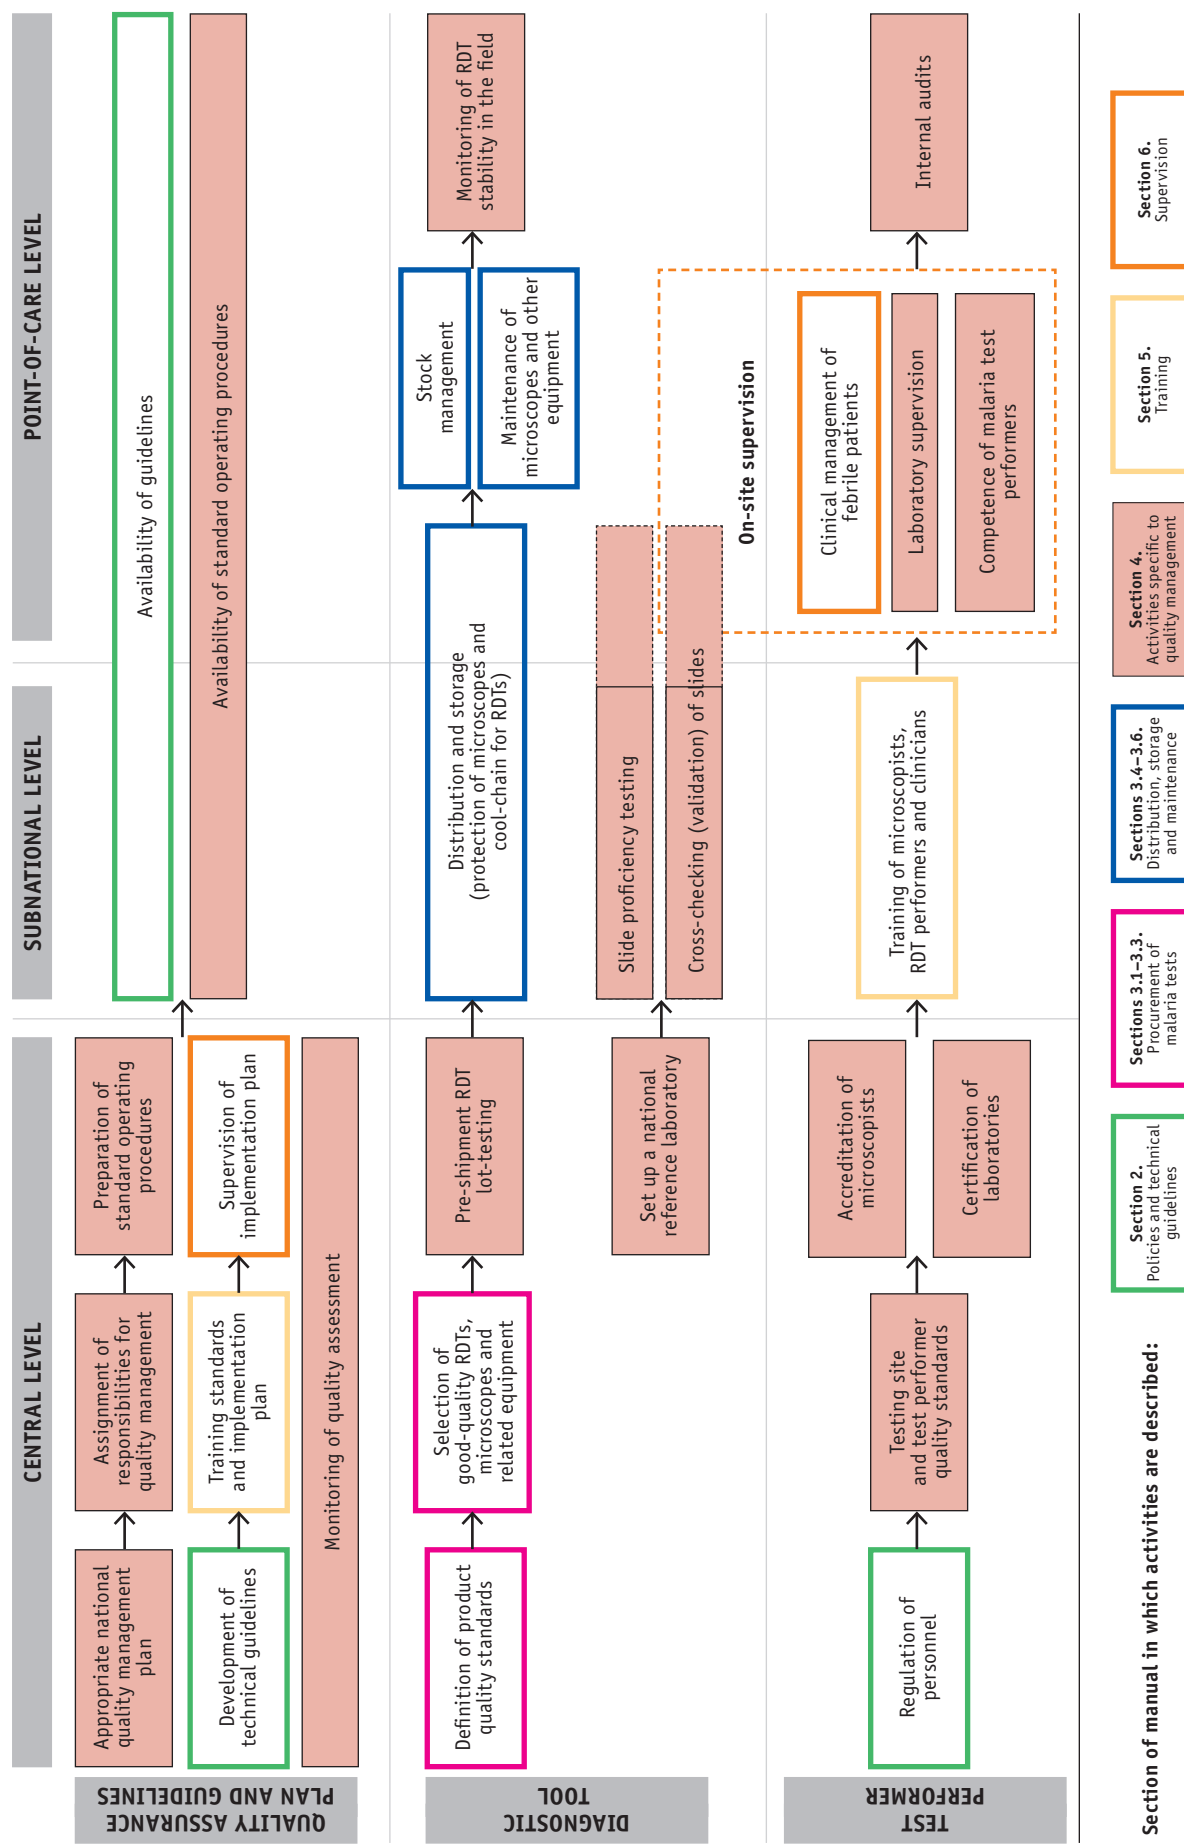 CENTRAL LEVEL
SUBNATIONAL LEVEL
POINT-OF-CARE LEVEL
QUALITY ASSURANCE
PLAN AND GUIDELINES
Appropriate national
quality management
plan
Assignment of
responsibilities for
quality management
Preparation of
standard operating
procedures
Development of
technical guidelines
Training standards
and implementation
plan
Supervision of
implementation plan
Monitoring of quality assessment
Availability of guidelines
Availability of standard operating procedures
DIAGNOSTIC
TOOL
Definition of product
quality standards
Selection of
good-quality RDTs,
microscopes and
related equipment
Pre-shipment RDT
lot-testing
Distribution and storage
(protection of microscopes and
cool-chain for RDTs)
Stock
management
Maintenance of
microscopes and other
equipment
Monitoring of RDT
stability in the field
Set up a national
reference laboratory
Slide proficiency testing
Cross-checking (validation) of slides
TEST
PERFORMER
Regulation of
personnel
Testing site
and test performer
quality standards
Accreditation of
microscopists
Certification of
laboratories
Training of microscopists,
RDT performers and clinicians
On-site supervision
Clinical management of
febrile patients
Laboratory supervision
Competence of malaria test
performers
Internal audits
Section of manual in which activities are described:
Section 2.
Policies and technical
guidelines
Sections 3.1–3.3.
Procurement of
malaria tests
Sections 3.4–3.6.
Distribution, storage
and maintenance
Section 4.
Activities specific to
quality management
Section 5.
Training
Section 6.
Supervision